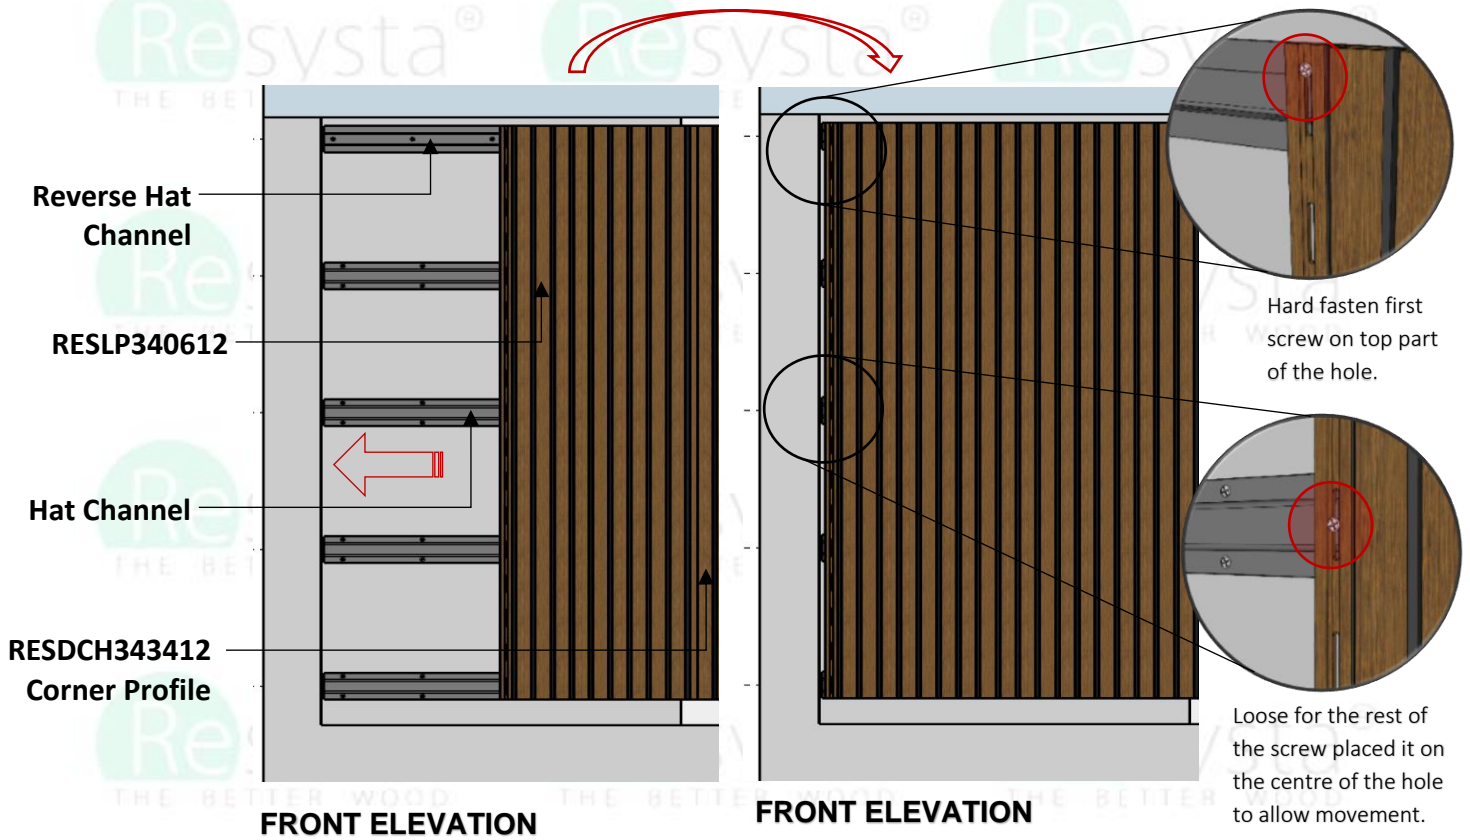 Resysta®
THE BETTER WOOD
Reverse Hat
Channel
RESLP340612
Hat Channel
RESDCH343412
Corner Profile
FRONT ELEVATION
FRONT ELEVATION
Hard fasten first
screw on top part
of the hole.
Loose for the rest of
the screw placed it on
the centre of the hole
to allow movement.